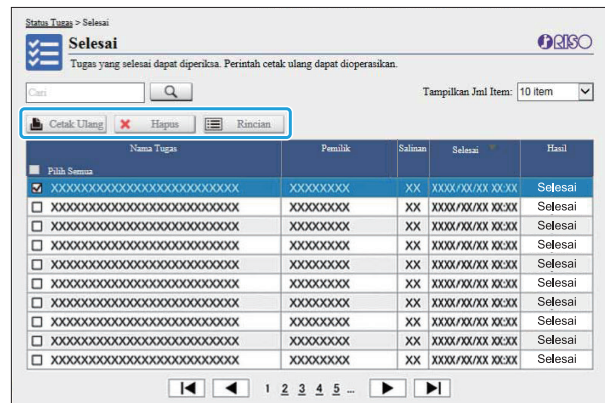 Status Tugas > Selesai
Selesai
RISO
Tugas yang selesai dapat diperiksa. Perintah cetak ulang dapat dioperasikan.
Cari
Tampilkan Jml Item: 10 item
Cetak Ulang Hapus Rincian
Nama Tugas Pemilik Salinan Selesai Hasil
Pilih Semua
XXXXXXXXXXXXXXXXXXXXXXXXX XXXXXXXX XX XXXX/XX/XX XX:XX Selesai
XXXXXXXXXXXXXXXXXXXXXXXXX XXXXXXXX XX XXXX/XX/XX XX:XX Selesai
XXXXXXXXXXXXXXXXXXXXXXXXX XXXXXXXX XX XXXX/XX/XX XX:XX Selesai
XXXXXXXXXXXXXXXXXXXXXXXXX XXXXXXXX XX XXXX/XX/XX XX:XX Selesai
XXXXXXXXXXXXXXXXXXXXXXXXX XXXXXXXX XX XXXX/XX/XX XX:XX Selesai
XXXXXXXXXXXXXXXXXXXXXXXXX XXXXXXXX XX XXXX/XX/XX XX:XX Selesai
XXXXXXXXXXXXXXXXXXXXXXXXX XXXXXXXX XX XXXX/XX/XX XX:XX Selesai
XXXXXXXXXXXXXXXXXXXXXXXXX XXXXXXXX XX XXXX/XX/XX XX:XX Selesai
XXXXXXXXXXXXXXXXXXXXXXXXX XXXXXXXX XX XXXX/XX/XX XX:XX Selesai
XXXXXXXXXXXXXXXXXXXXXXXXX XXXXXXXX XX XXXX/XX/XX XX:XX Selesai
1 2 3 4 5 ...